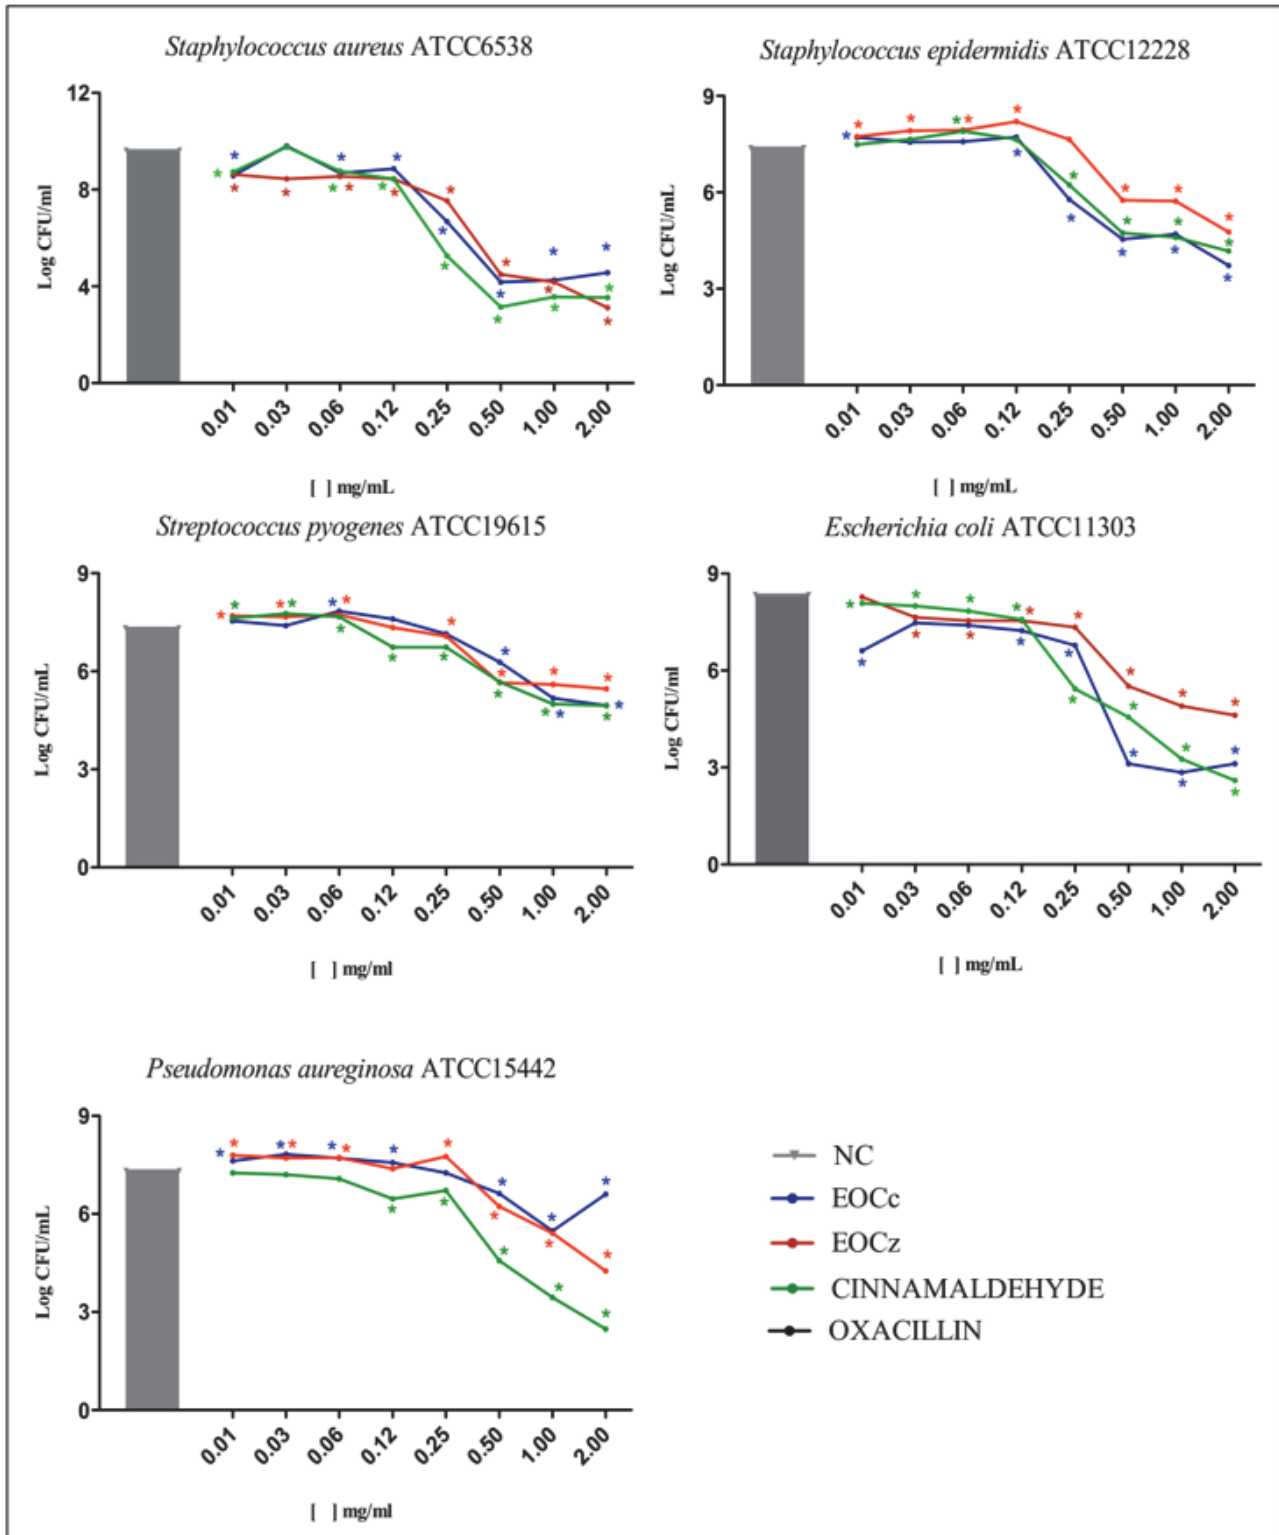 Staphylococcus aureus ATCC6538
Log CFU/ml
12
8
4
0
0.01 0.03 0.06 0.12 0.25 0.50 1.00 2.00
[ ] mg/mL
Staphylococcus epidermidis ATCC12228
Log CFU/mL
9
6
3
0
0.01 0.03 0.06 0.12 0.25 0.50 1.00 2.00
[ ] mg/mL
Streptococcus pyogenes ATCC19615
Log CFU/mL
9
6
3
0
0.01 0.03 0.06 0.12 0.25 0.50 1.00 2.00
[ ] mg/ml
Escherichia coli ATCC11303
Log CFU/ml
9
6
3
0
0.01 0.03 0.06 0.12 0.25 0.50 1.00 2.00
[ ] mg/mL
Pseudomonas aureginosa ATCC15442
Log CFU/mL
9
6
3
0
0.01 0.03 0.06 0.12 0.25 0.50 1.00 2.00
[ ] mg/ml
NC
EOCc
EOCz
CINNAMALDEHYDE
OXACILLIN